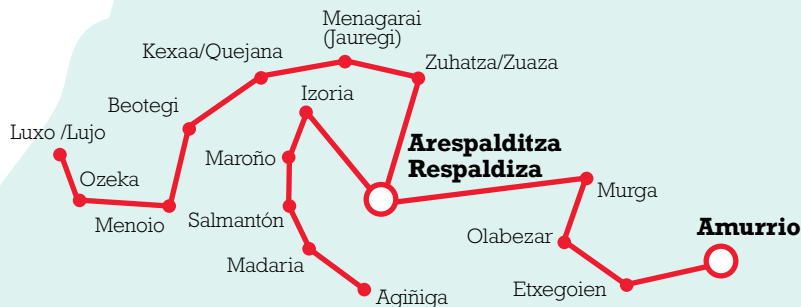 Menagarai
(Jauregi)
Kexaa/Quejana
Zuhatza/Zuaza
Izoria
Beotegi
Luxo /Lujo
Arespalditza
Respaldiza
Maroño
Ozeka
Murga
Menoio
Salmantón
Amurrio
Olabezar
Madaria
Etxegoien
Agiñiga